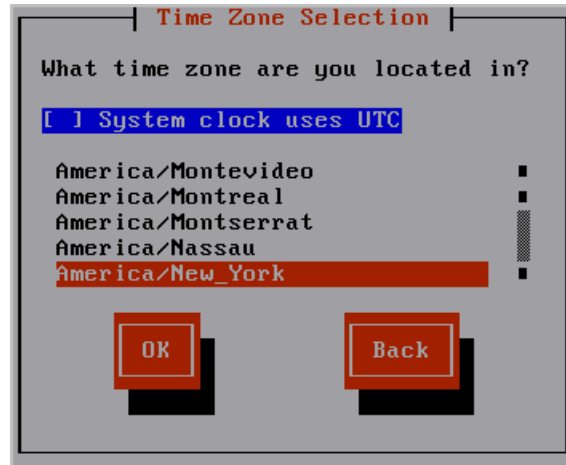 Time Zone Selection
What time zone are you located in?
[ ] System clock uses UTC
America/Montevideo
America/Montreal
America/Montserrat
America/Nassau
America/New_York
OK Back